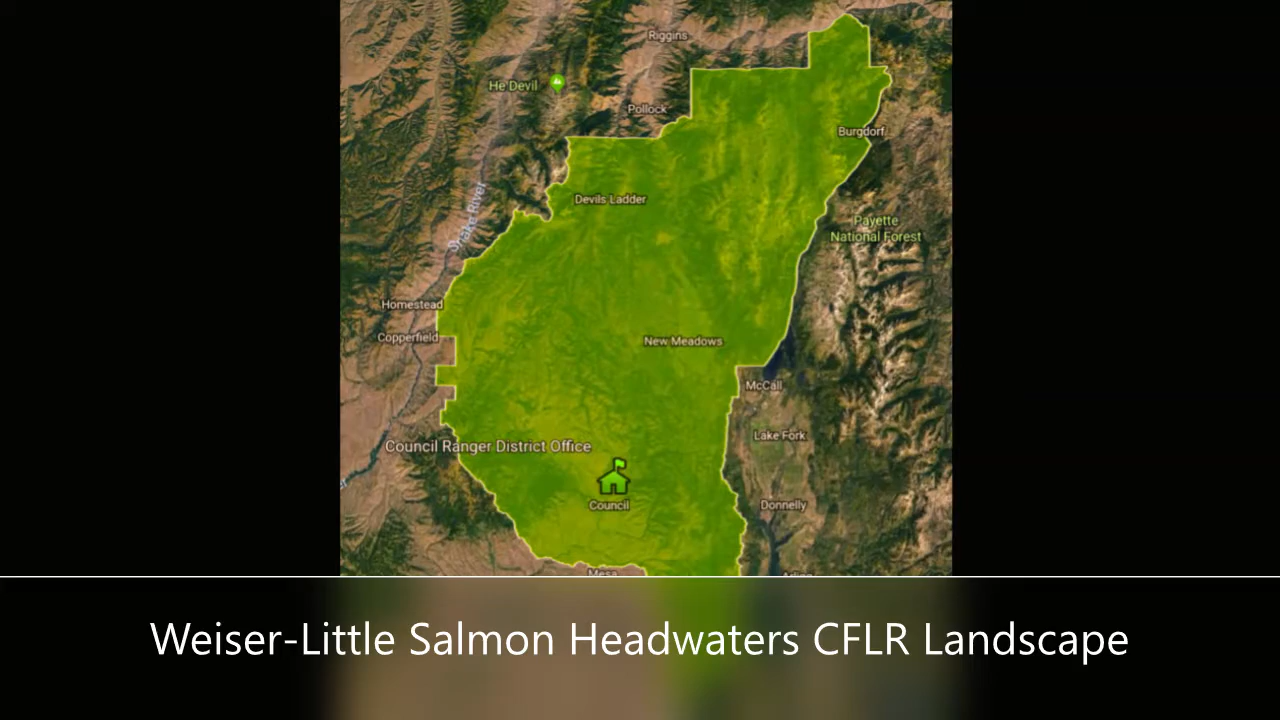 Riggins
He Devil
Pollock
Burgdorf
Devils Ladder
Snake River
Payette
National Forest
Homestead
Copperfield
New Meadows
McCall
Lake Fork
Council Ranger District Office
Council
Donnelly
Mesa
Weiser-Little Salmon Headwaters CFLR Landscape